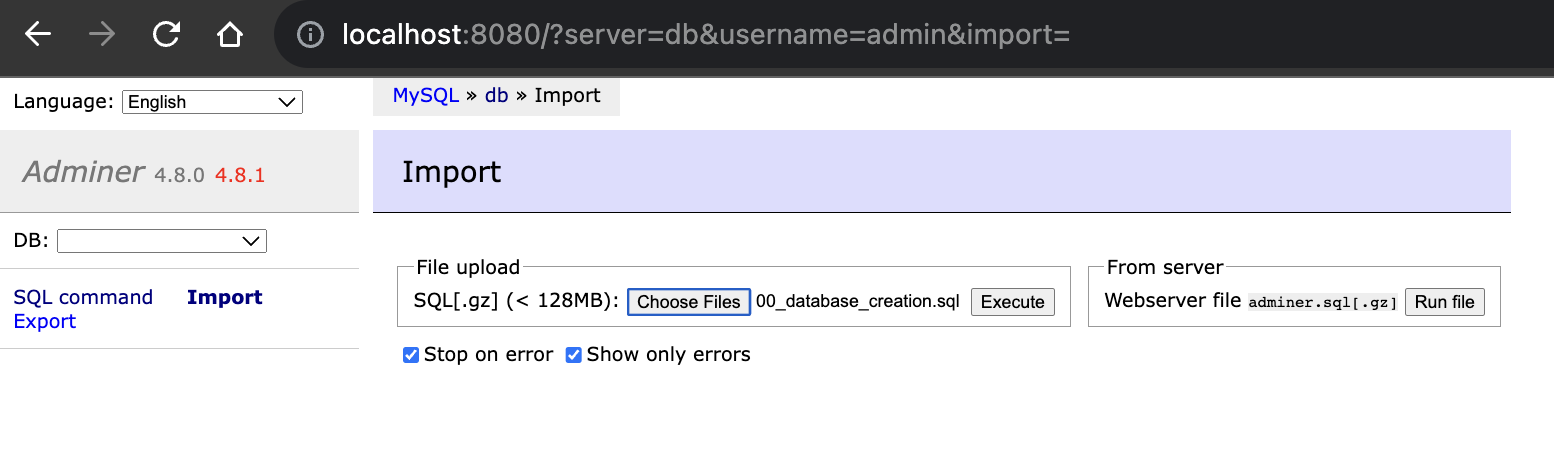 localhost:8080/?server=db&username=admin&import=
Language: English
MySQL » db » Import
Adminer 4.8.0 4.8.1
Import
DB:
SQL command Import
Export
File upload
SQL[.gz] (< 128MB): Choose Files 00_database_creation.sql Execute
From server
Webserver file adminer.sql[.gz] Run file
Stop on error Show only errors